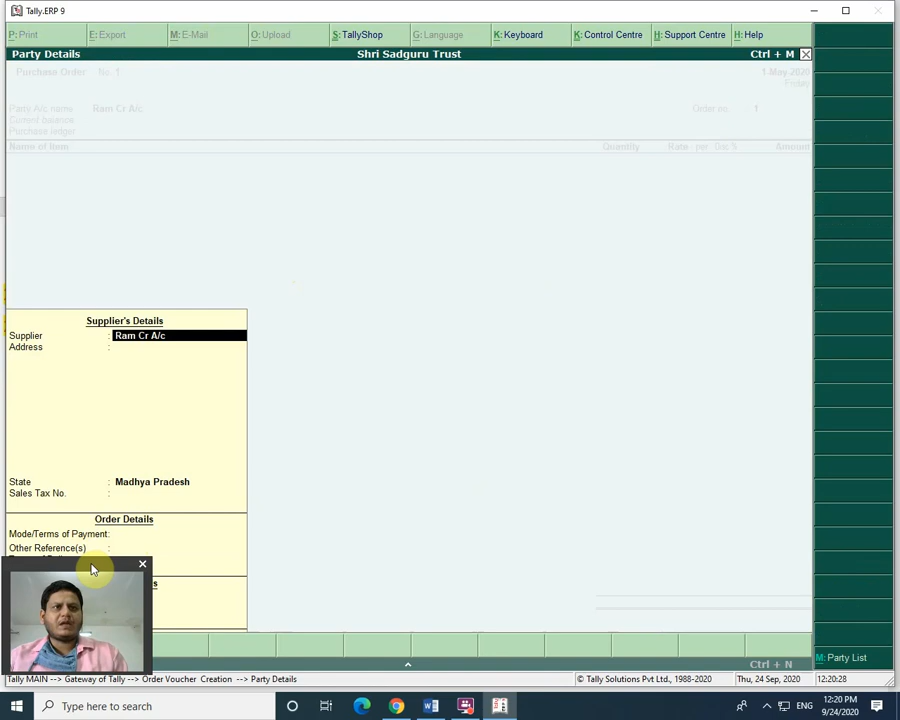 Tally.ERP 9
P: Print E: Export M: E-Mail O: Upload S: TallyShop G: Language K: Keyboard K: Control Centre H: Support Centre H: Help
Party Details Shri Sadguru Trust Ctrl + M
Purchase Order No. 1 1-May-2020
Friday
Party A/c name Ram Cr A/c Order no. 1
Current balance
Purchase ledger
Name of Item Quantity Rate per Disc % Amount
Supplier's Details
Supplier : Ram Cr A/c
Address :
State : Madhya Pradesh
Sales Tax No. :
Order Details
Mode/Terms of Payment:
Other Reference(s) :
M: Party List
Ctrl + N
Tally MAIN --> Gateway of Tally --> Order Voucher Creation --> Party Details © Tally Solutions Pvt Ltd., 1988-2020 Thu, 24 Sep, 2020 12:20:28
Type here to search
ENG
12:20 PM
9/24/2020